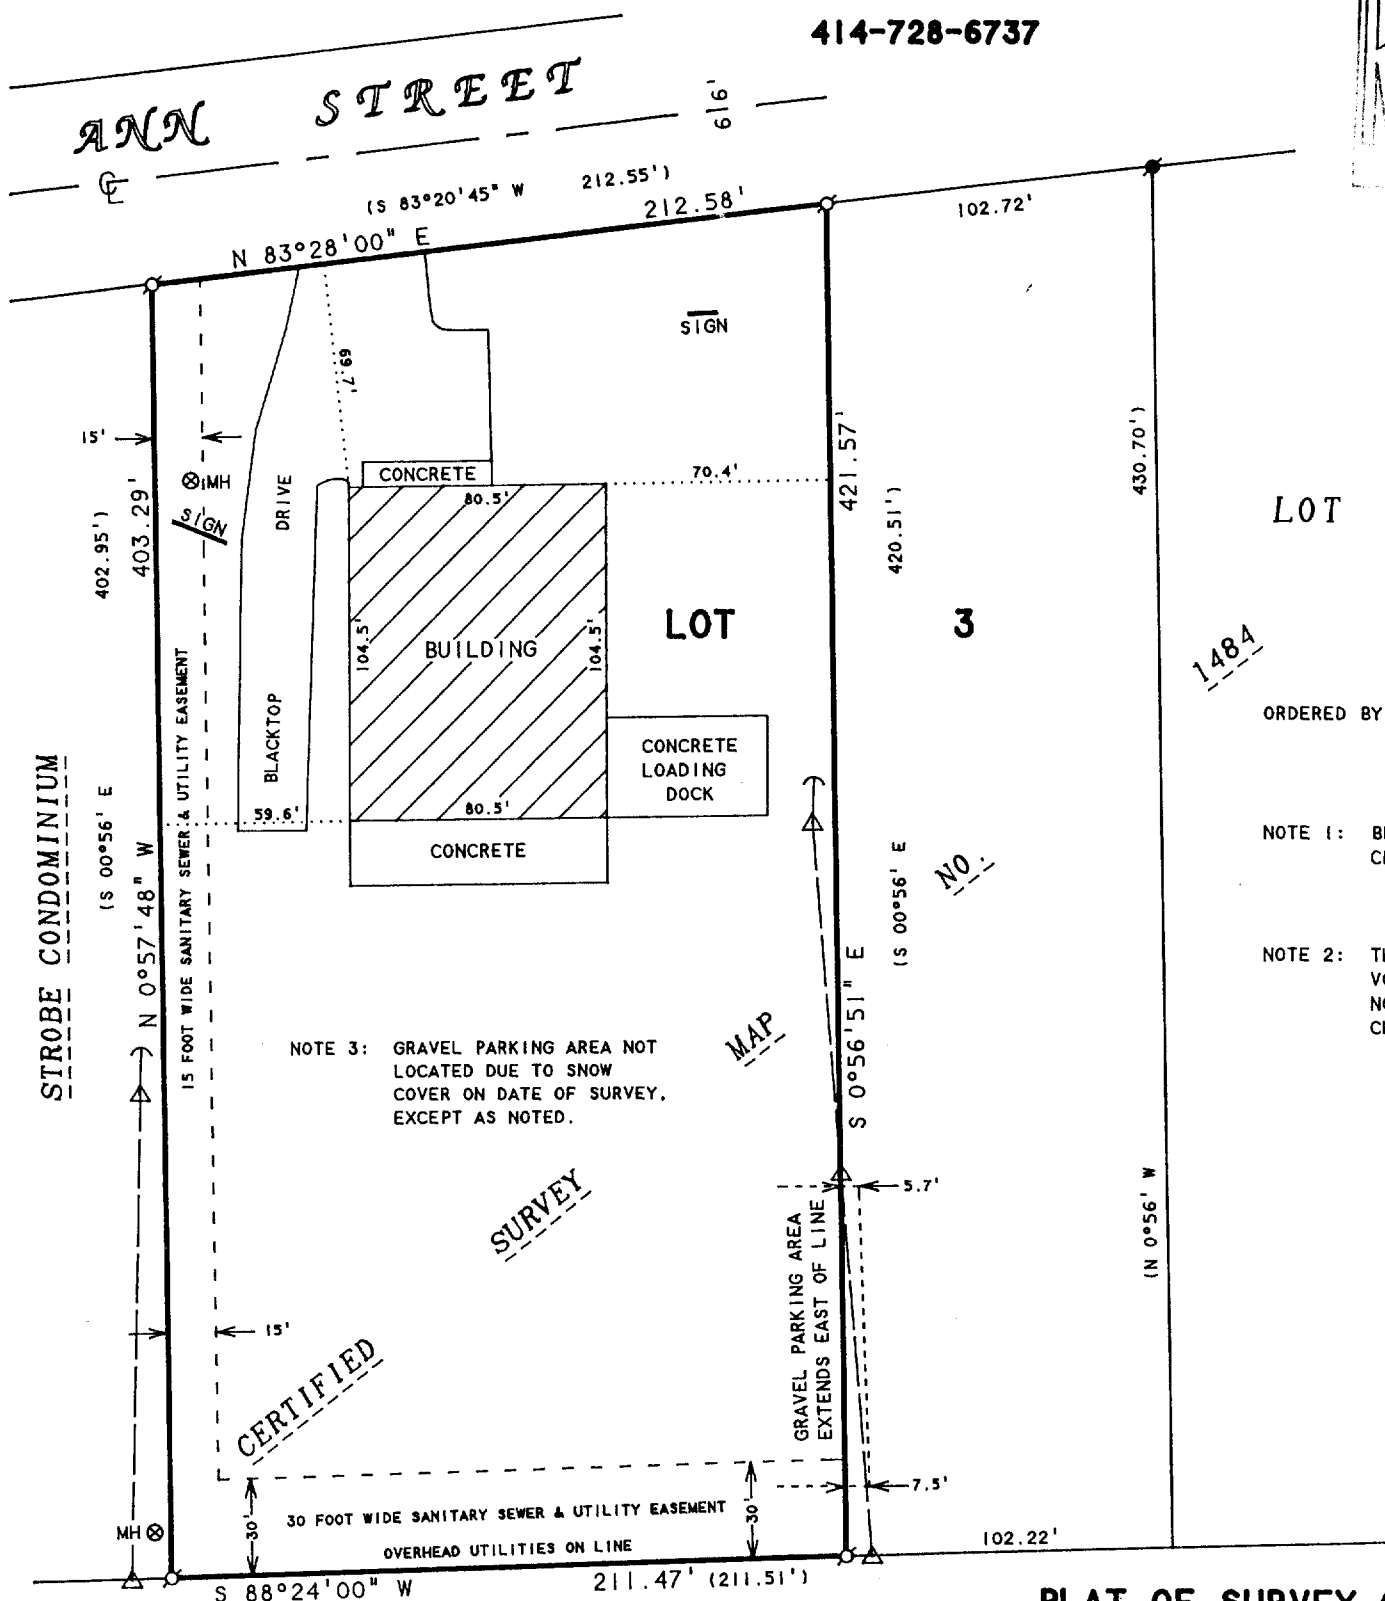 414-728-6737
ANN STREET
616'
(S 83°20'45" W 212.55')
N 83°28'00" E 212.58'
102.72'
SIGN
69.7'
15'
MH
SIGN
CONCRETE
80.5'
70.4'
DRIVE
BLACKTOP
403.29'
402.95')
421.57'
420.51')
430.70')
LOT
104.5'
BUILDING
104.5'
LOT 3
1484
ORDERED BY
15 FOOT WIDE SANITARY SEWER & UTILITY EASEMENT
CONCRETE
LOADING
DOCK
59.6'
80.5'
CONCRETE
STROBE CONDOMINIUM
(S 00°56' E
N 0°57'48" W
(S 00°56' E
S 0°56'51" E
NO.
NOTE 1:
NOTE 2:
NOTE 3: GRAVEL PARKING AREA NOT
LOCATED DUE TO SNOW
COVER ON DATE OF SURVEY,
EXCEPT AS NOTED.
MAP
SURVEY
5.7'
(N 0°56' W
GRAVEL PARKING AREA
EXTENDS EAST OF LINE
15'
CERTIFIED
7.5'
30'
30 FOOT WIDE SANITARY SEWER & UTILITY EASEMENT
30'
MH
OVERHEAD UTILITIES ON LINE
102.22'
S 88°24'00" W 211.47' (211.51')
PLAT OF SURVEY